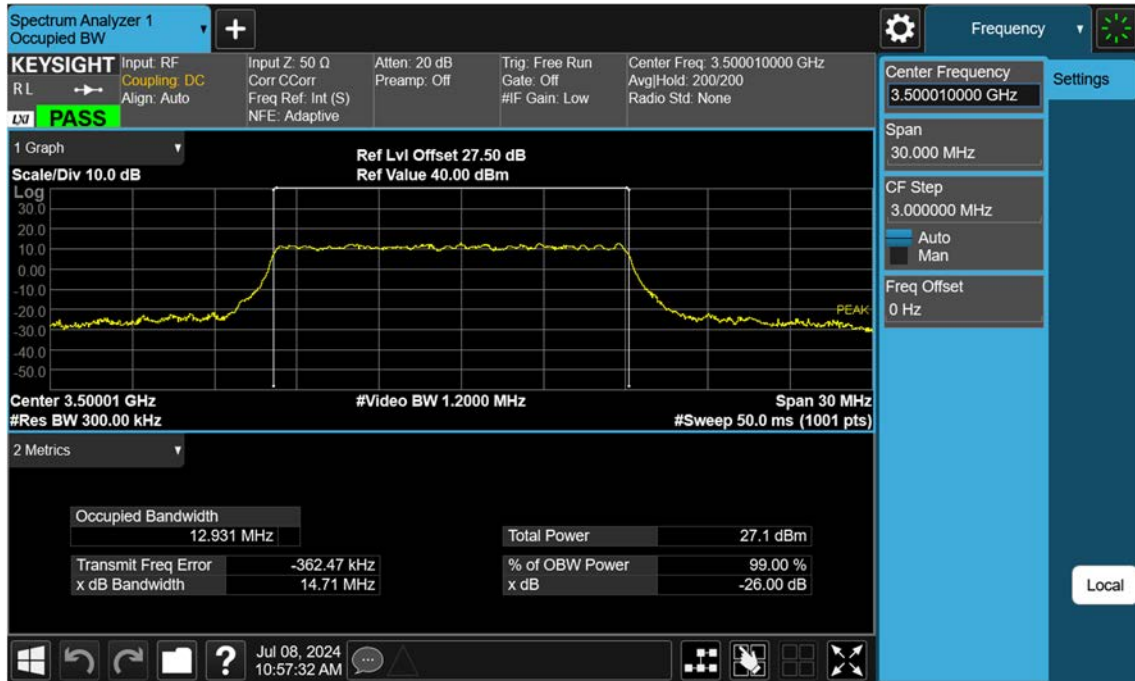 Spectrum Analyzer 1
Occupied BW
+
Frequency
KEYSIGHT
RL
LXI PASS
Input: RF
Coupling: DC
Align: Auto
Input Z: 50 Ω
Corr CCorr
Freq Ref: Int (S)
NFE: Adaptive
Atten: 20 dB
Preamp: Off
Trig: Free Run
Gate: Off
#IF Gain: Low
Center Freq: 3.500010000 GHz
Avg|Hold: 200/200
Radio Std: None
1 Graph
Scale/Div 10.0 dB
Ref Lvl Offset 27.50 dB
Ref Value 40.00 dBm
Log
30.0
20.0
10.0
0.00
-10.0
-20.0
-30.0
-40.0
-50.0
PEAK
Center 3.50001 GHz
#Video BW 1.2000 MHz
Span 30 MHz
#Res BW 300.00 kHz
#Sweep 50.0 ms (1001 pts)
2 Metrics
Occupied Bandwidth
12.931 MHz
Total Power 27.1 dBm
Transmit Freq Error -362.47 kHz
% of OBW Power 99.00 %
x dB Bandwidth 14.71 MHz
x dB -26.00 dB
Center Frequency
3.500010000 GHz
Settings
Span
30.000 MHz
CF Step
3.000000 MHz
Auto
Man
Freq Offset
0 Hz
Local
?
Jul 08, 2024
10:57:32 AM